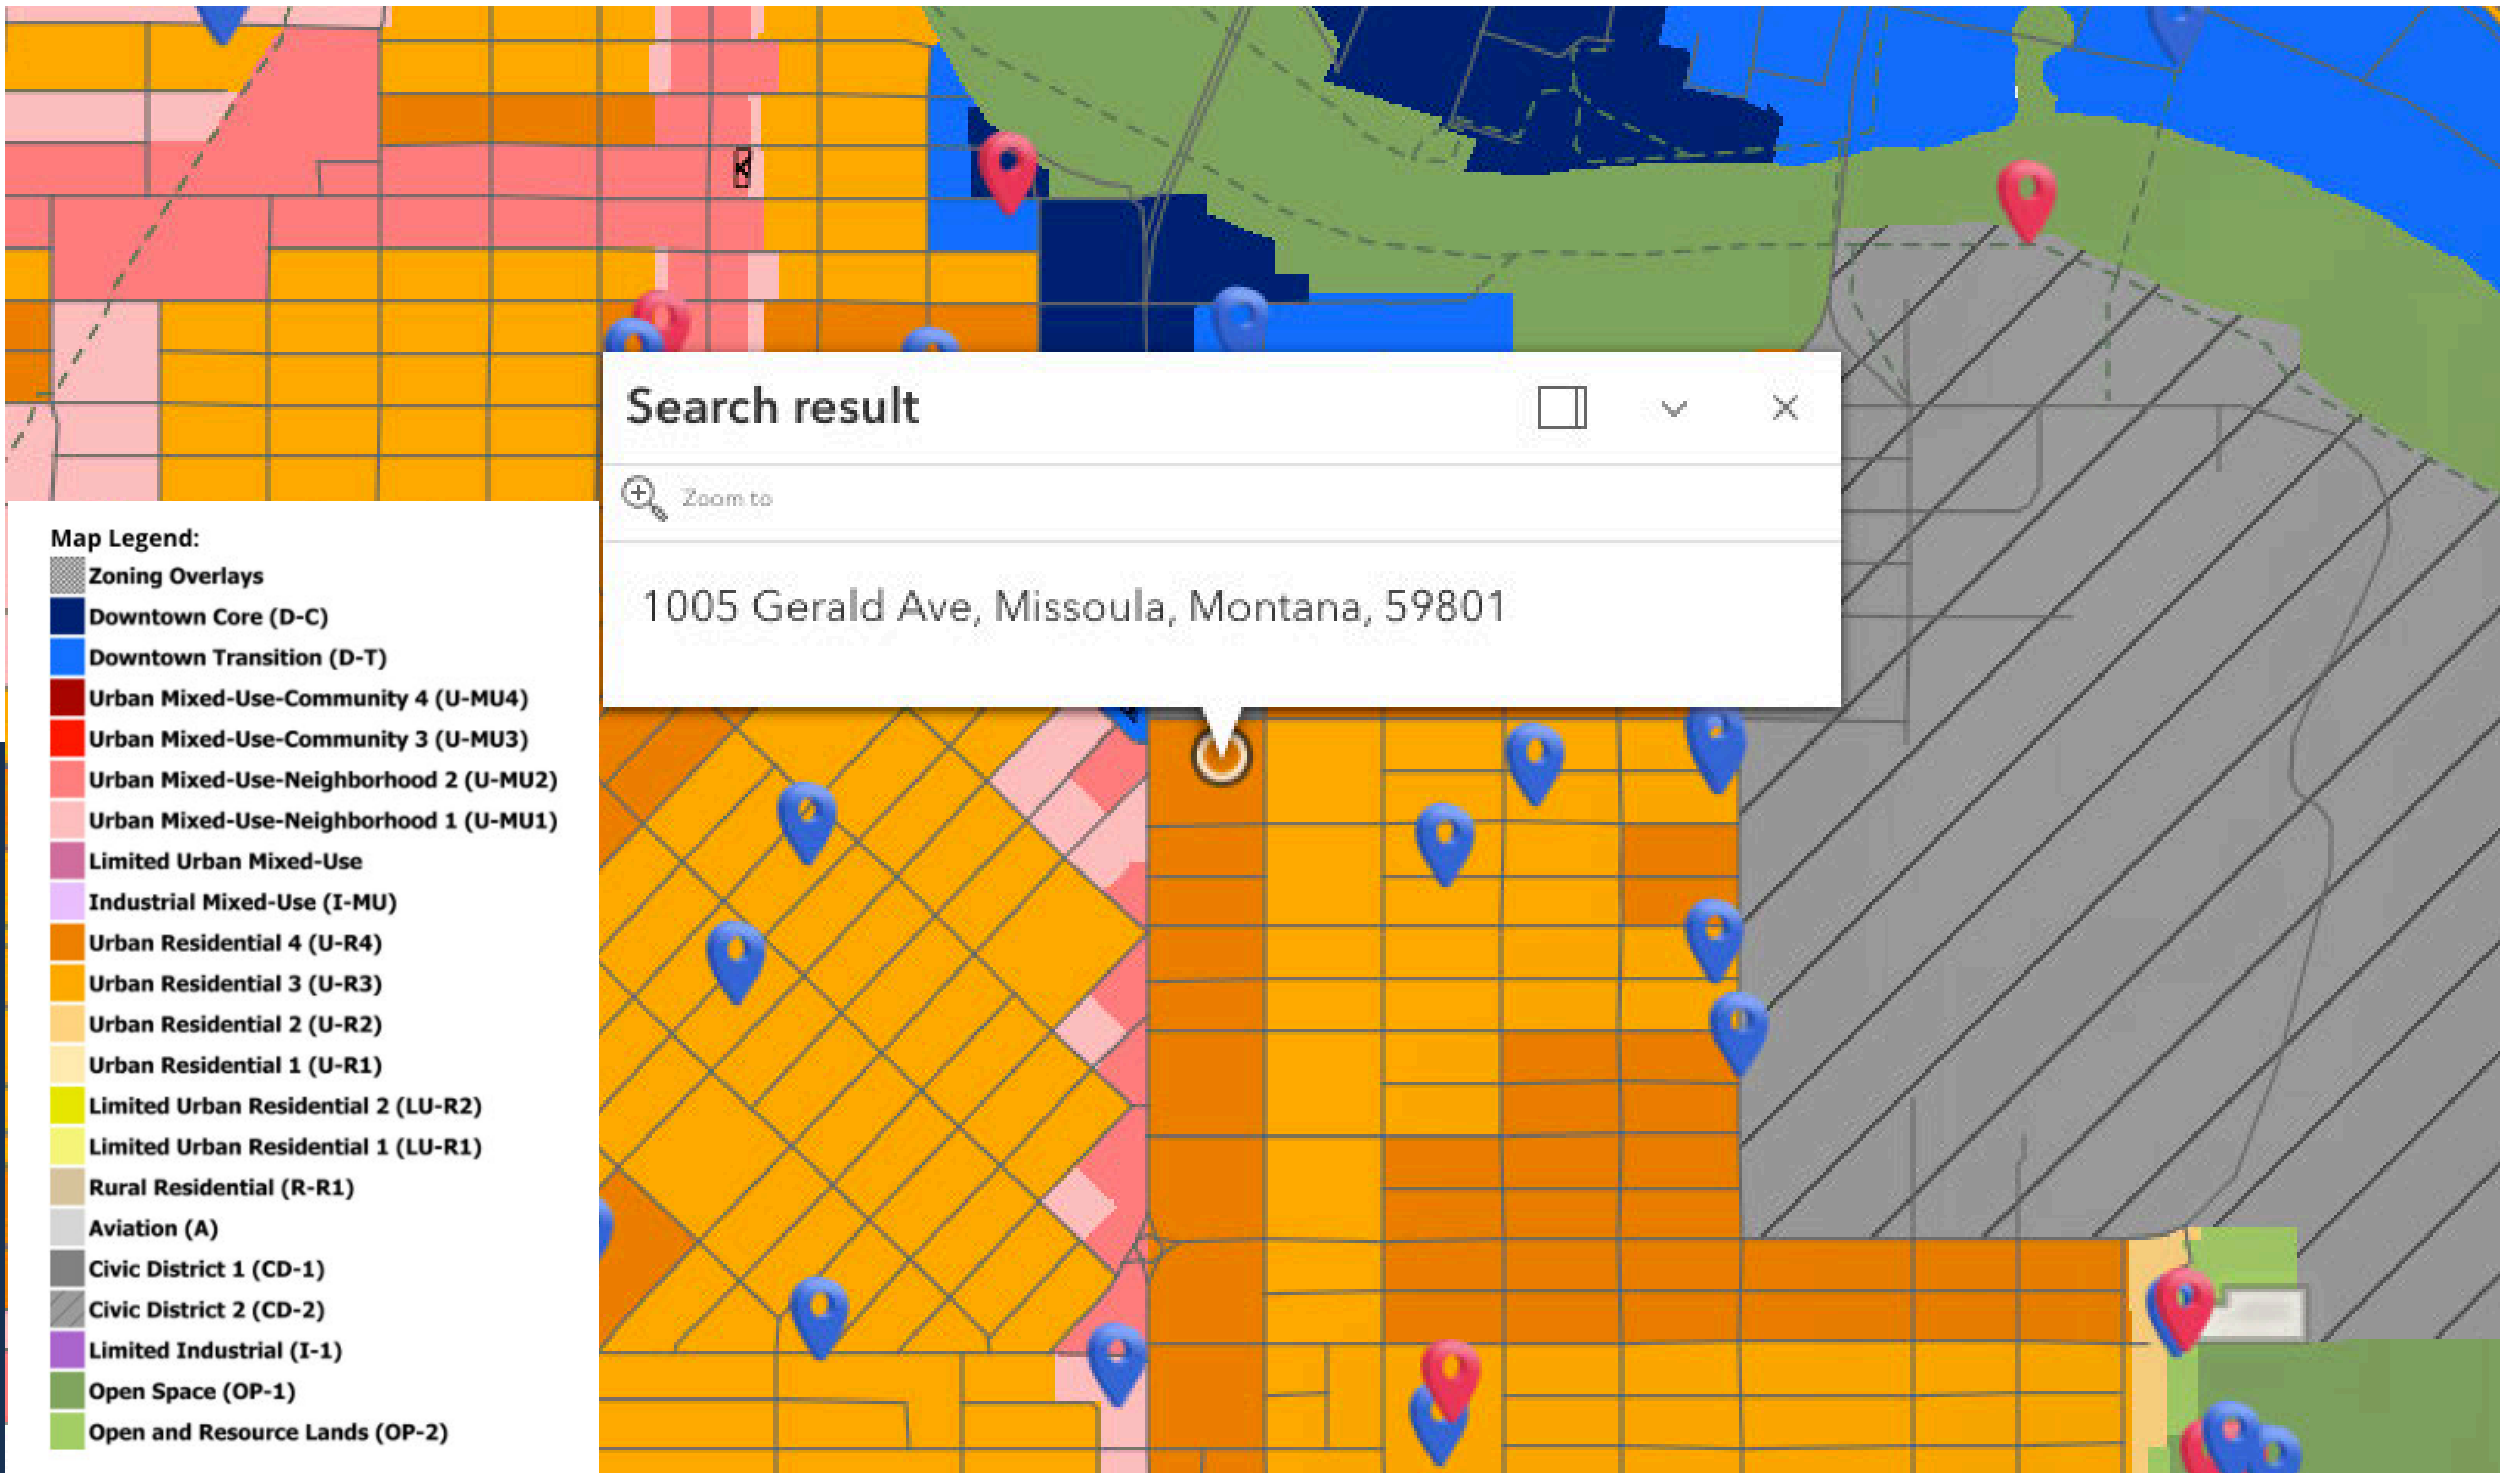 Search result
Zoom to
1005 Gerald Ave, Missoula, Montana, 59801
Map Legend:
Zoning Overlays
Downtown Core (D-C)
Downtown Transition (D-T)
Urban Mixed-Use-Community 4 (U-MU4)
Urban Mixed-Use-Community 3 (U-MU3)
Urban Mixed-Use-Neighborhood 2 (U-MU2)
Urban Mixed-Use-Neighborhood 1 (U-MU1)
Limited Urban Mixed-Use
Industrial Mixed-Use (I-MU)
Urban Residential 4 (U-R4)
Urban Residential 3 (U-R3)
Urban Residential 2 (U-R2)
Urban Residential 1 (U-R1)
Limited Urban Residential 2 (LU-R2)
Limited Urban Residential 1 (LU-R1)
Rural Residential (R-R1)
Aviation (A)
Civic District 1 (CD-1)
Civic District 2 (CD-2)
Limited Industrial (I-1)
Open Space (OP-1)
Open and Resource Lands (OP-2)